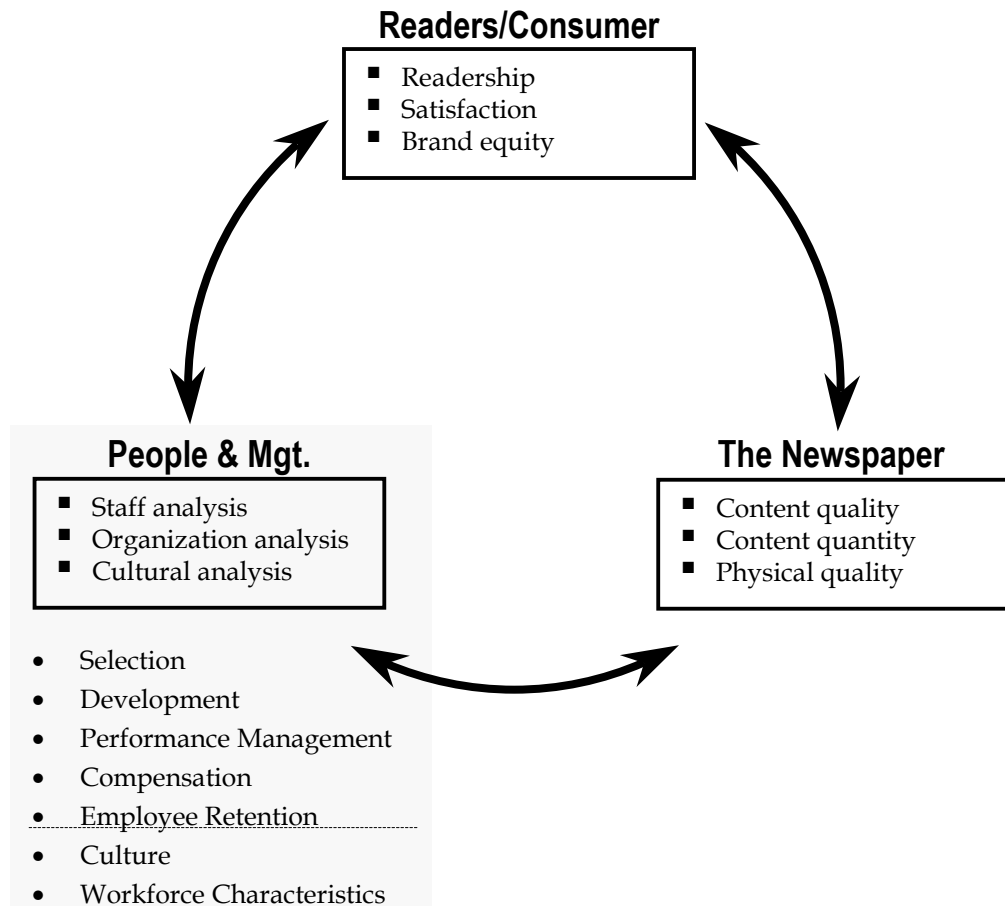 Readers/Consumer
▪ Readership
▪ Satisfaction
▪ Brand equity
People & Mgt.
▪ Staff analysis
▪ Organization analysis
▪ Cultural analysis
The Newspaper
▪ Content quality
▪ Content quantity
▪ Physical quality
• Selection
• Development
• Performance Management
• Compensation
• Employee Retention
• Culture
• Workforce Characteristics